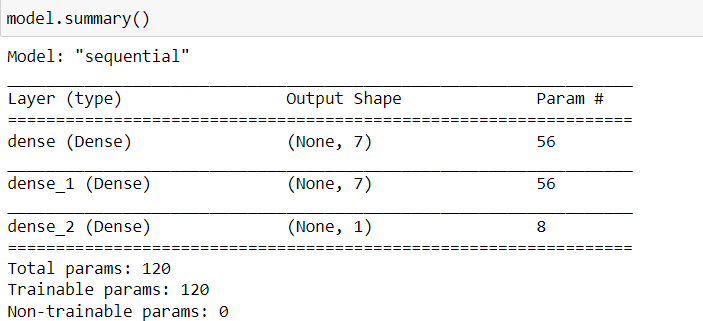 model.summary()
Model: "sequential"
_________________________________________________________________
Layer (type)                 Output Shape              Param #
=================================================================
dense (Dense)                (None, 7)                 56
_________________________________________________________________
dense_1 (Dense)              (None, 7)                 56
_________________________________________________________________
dense_2 (Dense)              (None, 1)                 8
=================================================================
Total params: 120
Trainable params: 120
Non-trainable params: 0